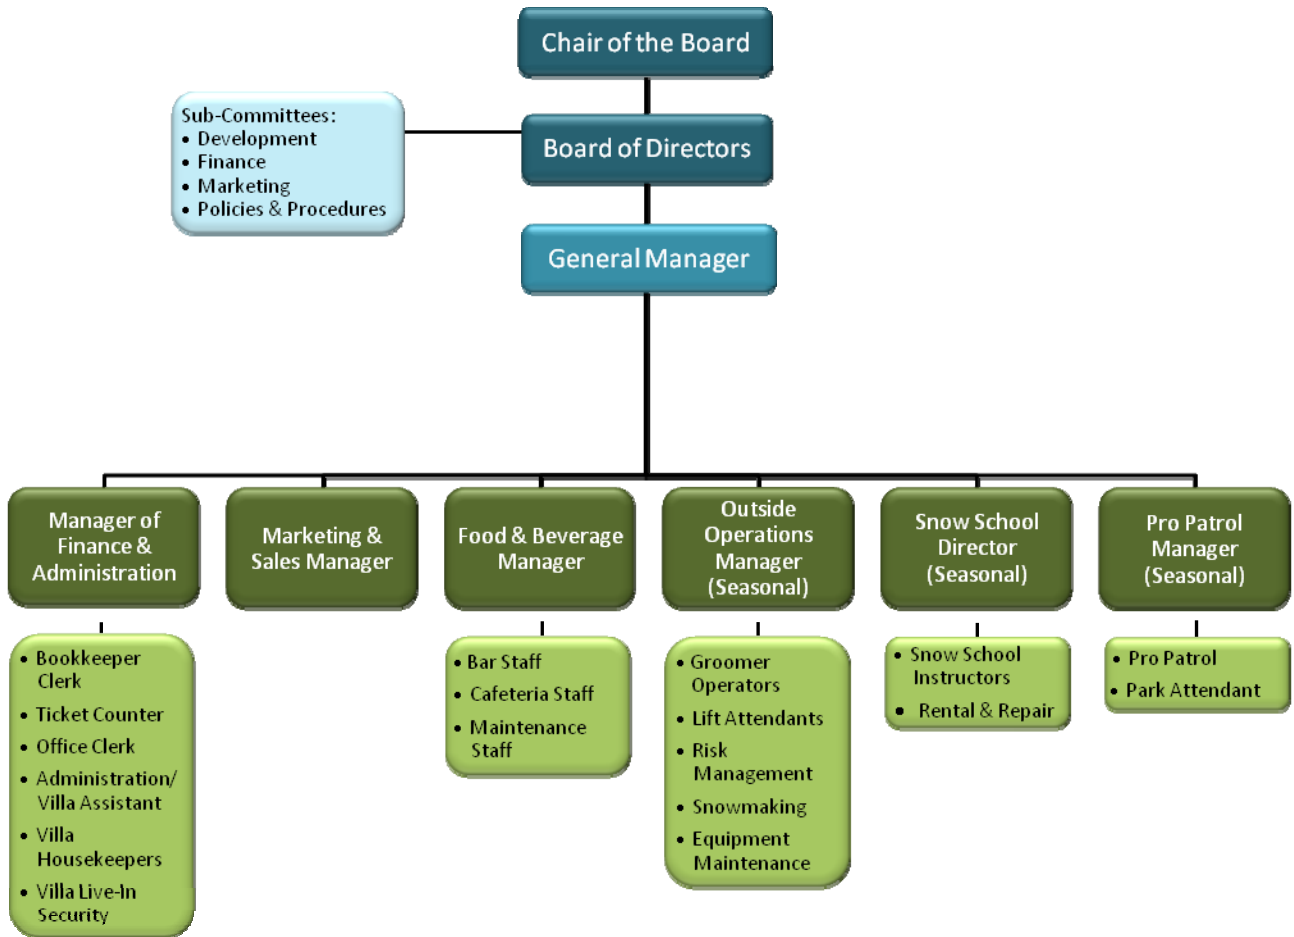 Chair of the Board
Sub-Committees:
• Development
• Finance
• Marketing
• Policies & Procedures
Board of Directors
General Manager
Manager of
Finance &
Administration
Marketing &
Sales Manager
Food & Beverage
Manager
Outside
Operations
Manager
(Seasonal)
Snow School
Director
(Seasonal)
Pro Patrol
Manager
(Seasonal)
• Bookkeeper
Clerk
• Ticket Counter
• Office Clerk
• Administration/
Villa Assistant
• Villa
Housekeepers
• Villa Live-In
Security
• Bar Staff
• Cafeteria Staff
• Maintenance
Staff
• Groomer
Operators
• Lift Attendants
• Risk
Management
• Snowmaking
• Equipment
Maintenance
• Snow School
Instructors
• Rental & Repair
• Pro Patrol
• Park Attendant